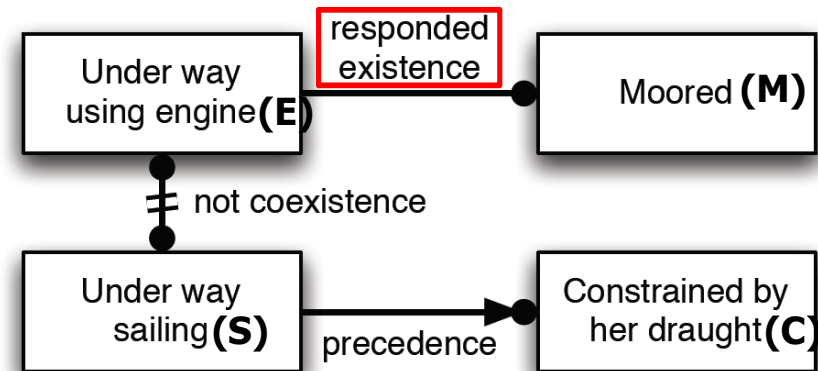 responded
existence
Under way
using engine(E)
Moored (M)
not coexistence
Under way
sailing(S)
precedence
Constrained by
her draught(C)